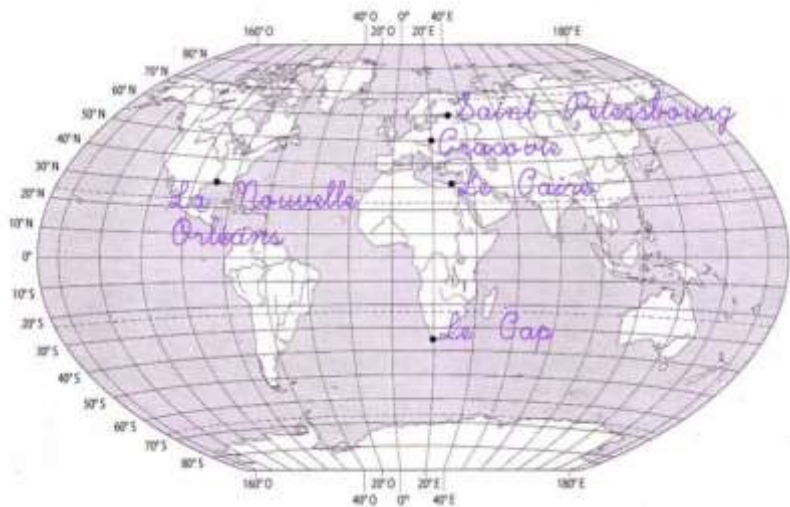 40° O 0° 40° E
160° O 20° O 20° E 180° E
80° N
70° N
60° N
50° N
40° N
30° N
20° N
10° N
0°
10° S
20° S
30° S
40° S
50° S
60° S
70° S
80° S
Saint Petersbourg
Cracovie
Le Caire
La Nouvelle
Orléans
Le Cap
160° O 20° O 20° E 180° E
40° O 0° 40° E